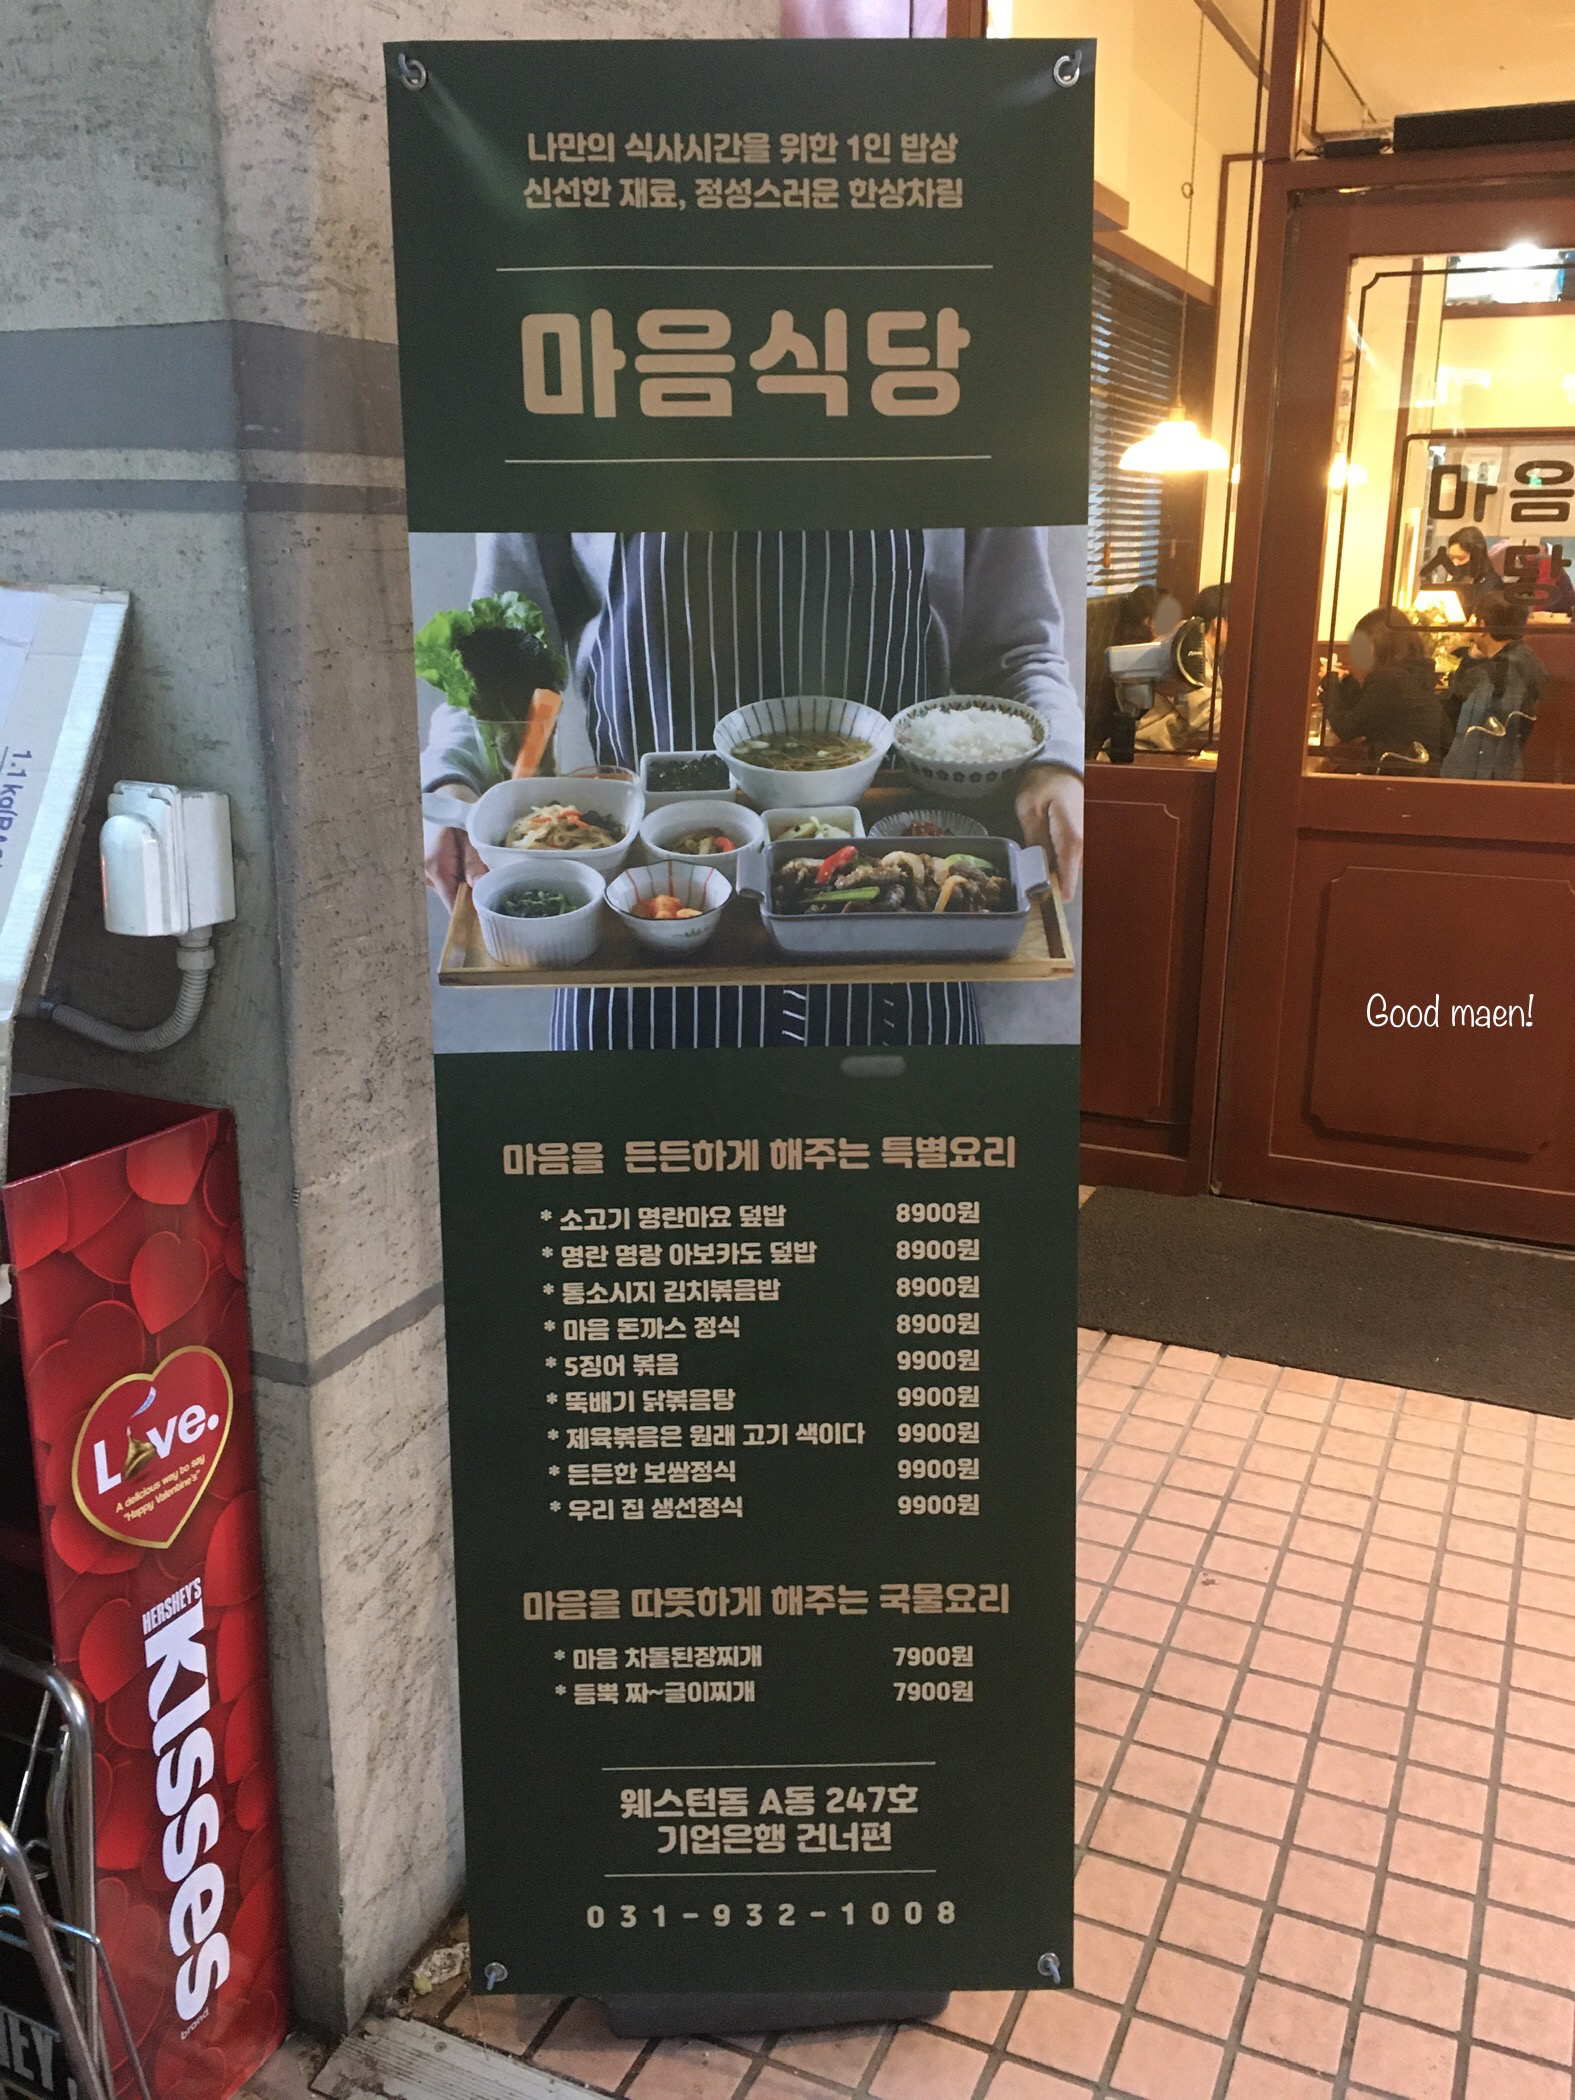 나만의 식사시간을 위한 1인 밥상
신선한 재료, 정성스러운 한상차림
마음식당
마음을 든든하게 해주는 특별요리
* 소고기 명란마요 덮밥 8900원
* 명란 명랑 아보카도 덮밥 8900원
* 통소시지 김치볶음밥 8900원
* 마음 돈까스 정식 8900원
* 5징어 볶음 9900원
* 뚝배기 닭볶음탕 9900원
* 제육볶음은 원래 고기 색이다 9900원
* 든든한 보쌈정식 9900원
* 우리 집 생선정식 9900원
마음을 따뜻하게 해주는 국물요리
* 마음 차돌된장찌개 7900원
* 듬뿍 짜~글이찌개 7900원
웨스턴돔 A동 247호
기업은행 건너편
031-932-1008
마음
식당
Good maen!
Love.
A delicious way to say
"Happy Valentine's"
HERSHEY'S
KISSES
brand